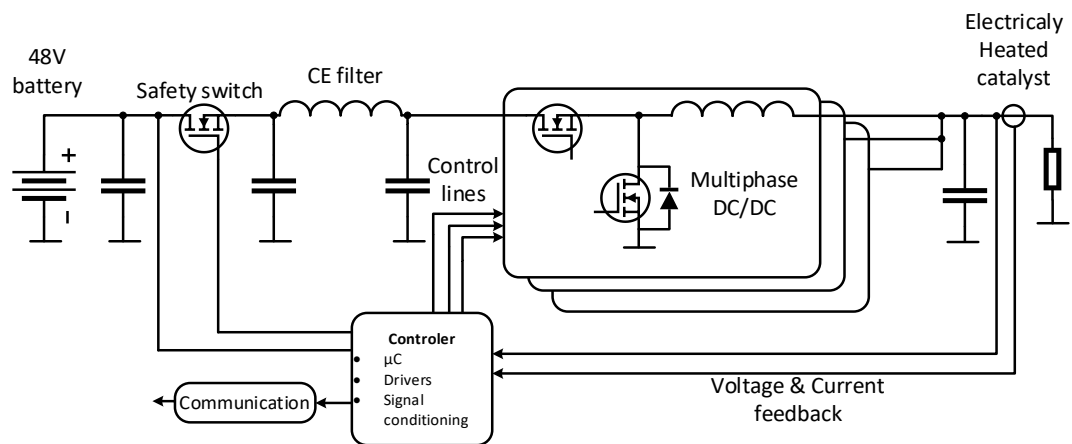 48V
battery
Safety switch
CE filter
Electricaly
Heated
catalyst
+
Control
lines
Multiphase
DC/DC
Controler
• µC
• Drivers
• Signal
conditioning
Communication
Voltage & Current
feedback